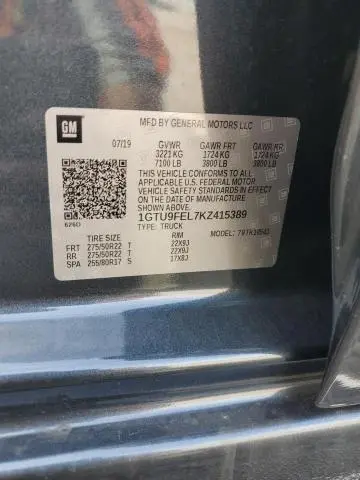 GM
MFD BY GENERAL MOTORS LLC
07/19 GVWR GAWR FRT GAWR RR
3221 KG 1724 KG 1724 KG
7100 LB 3800 LB 3800 LB
THIS VEHICLE CONFORMS TO ALL
APPLICABLE U.S. FEDERAL MOTOR
VEHICLE SAFETY STANDARDS IN EFFECT
ON THE DATE OF MANUFACTURE
SHOWN ABOVE.
1GTU9FEL7KZ415389
TYPE: TRUCK
626D
TIRE SIZE RIM MODEL:
FRT 275/50R22 T 22X9J
RR 275/50R22 T 22X9J
SPA 255/80R17 S 17X8J